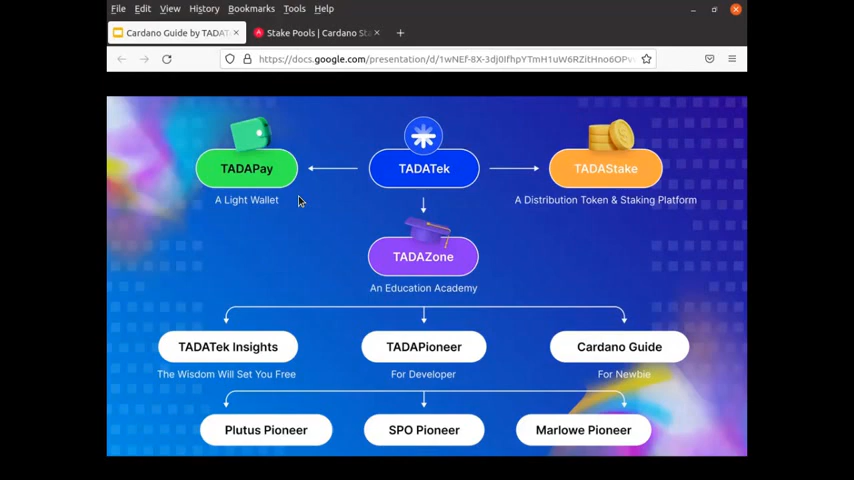 File Edit View History Bookmarks Tools Help
Cardano Guide by TADAT
Stake Pools | Cardano Sta
https://docs.google.com/presentation/d/1wNEf-8X-3dj0IfhpYTmH1uW6RZitHno6OPv
TADAPay
TADATek
TADAStake
A Light Wallet
A Distribution Token & Staking Platform
TADAZone
An Education Academy
TADATek Insights
TADAPioneer
Cardano Guide
The Wisdom Will Set You Free
For Developer
For Newbie
Plutus Pioneer
SPO Pioneer
Marlowe Pioneer